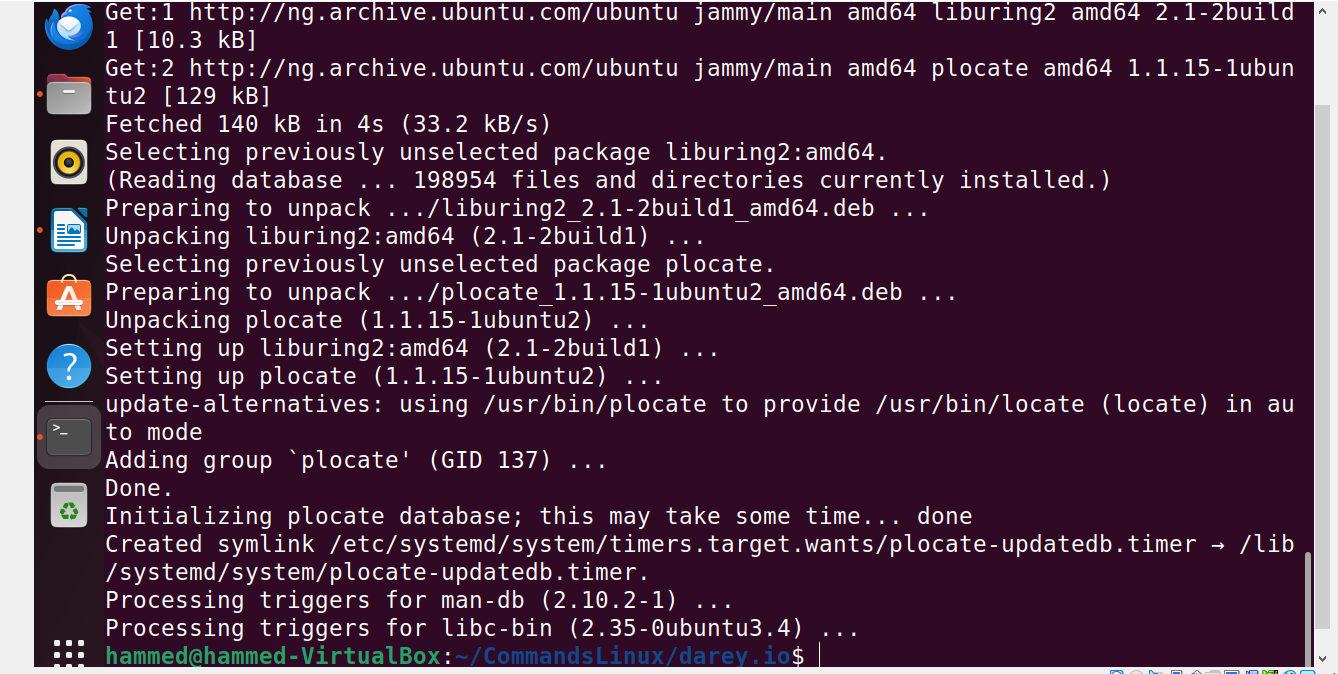 Get:1 http://ng.archive.ubuntu.com/ubuntu jammy/main amd64 liburing2 amd64 2.1-2build
1 [10.3 kB]
Get:2 http://ng.archive.ubuntu.com/ubuntu jammy/main amd64 plocate amd64 1.1.15-1ubun
tu2 [129 kB]
Fetched 140 kB in 4s (33.2 kB/s)
Selecting previously unselected package liburing2:amd64.
(Reading database ... 198954 files and directories currently installed.)
Preparing to unpack .../liburing2_2.1-2build1_amd64.deb ...
Unpacking liburing2:amd64 (2.1-2build1) ...
Selecting previously unselected package plocate.
Preparing to unpack .../plocate_1.1.15-1ubuntu2_amd64.deb ...
Unpacking plocate (1.1.15-1ubuntu2) ...
Setting up liburing2:amd64 (2.1-2build1) ...
Setting up plocate (1.1.15-1ubuntu2) ...
update-alternatives: using /usr/bin/plocate to provide /usr/bin/locate (locate) in au
to mode
Adding group `plocate' (GID 137) ...
Done.
Initializing plocate database; this may take some time... done
Created symlink /etc/systemd/system/timers.target.wants/plocate-updatedb.timer → /lib
/systemd/system/plocate-updatedb.timer.
Processing triggers for man-db (2.10.2-1) ...
Processing triggers for libc-bin (2.35-0ubuntu3.4) ...
hammed@hammed-VirtualBox:~/CommandsLinux/darey.io$